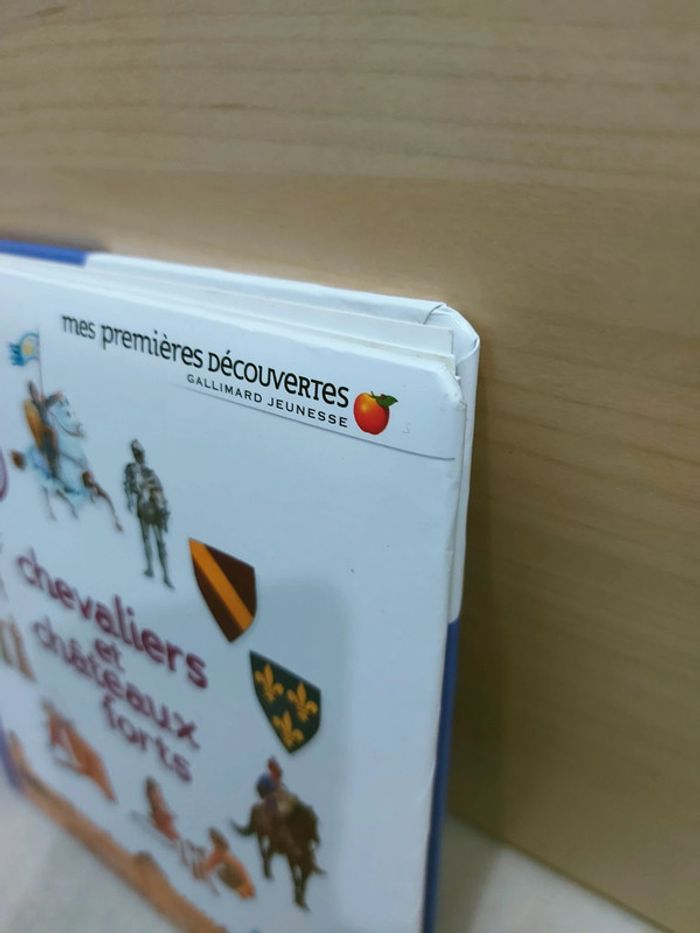 mes premières DÉCOUVERTES
GALLIMARD JEUNESSE
chevaliers
et
châteaux
forts